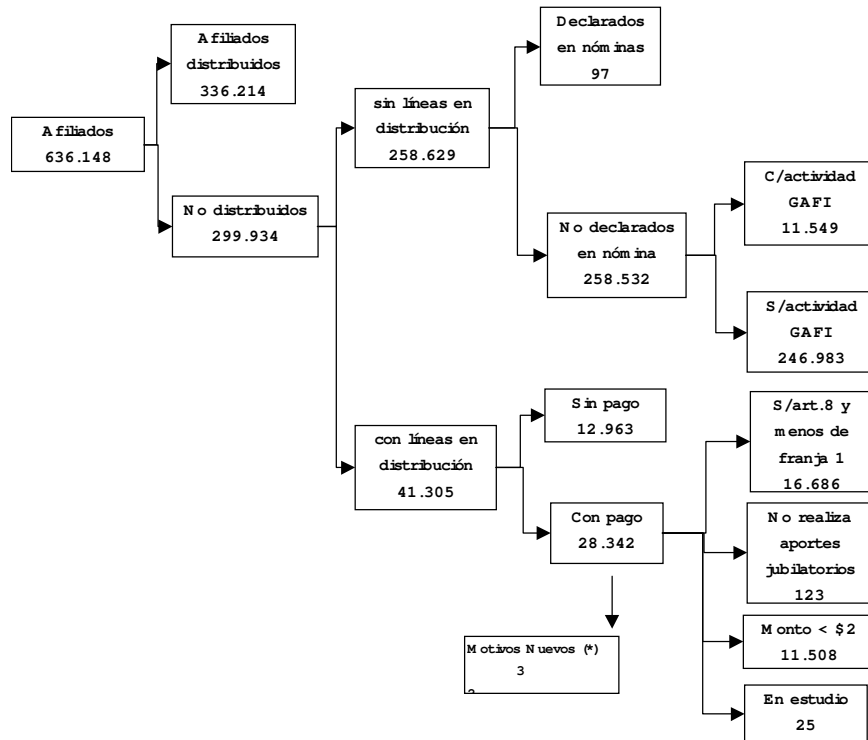 Afiliados
636.148
Afiliados
distribuidos
336.214
No distribuidos
299.934
sin líneas en
distribución
258.629
con líneas en
distribución
41.305
Declarados
en nóminas
97
No declarados
en nómina
258.532
C/actividad
GAFI
11.549
S/actividad
GAFI
246.983
Sin pago
12.963
Con pago
28.342
S/art.8 y
menos de
franja 1
16.686
No realiza
aportes
jubilatorios
123
Monto < $2
11.508
En estudio
25
Motivos Nuevos (*)
3